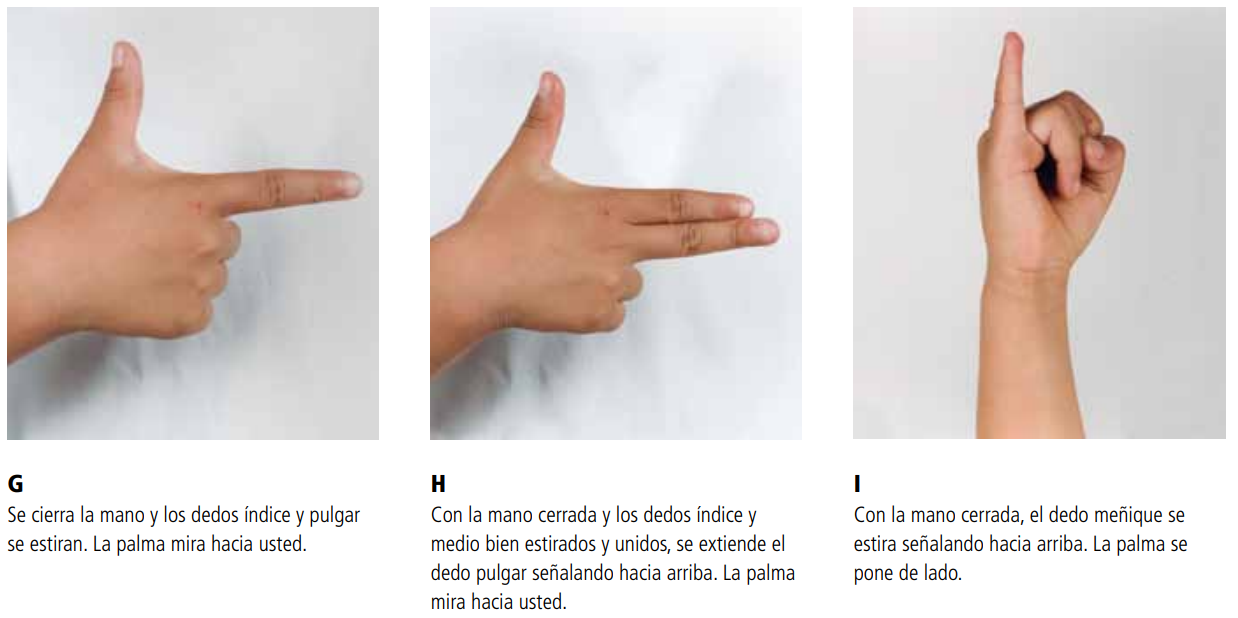 G
Se cierra la mano y los dedos índice y pulgar
se estiran. La palma mira hacia usted.
H
Con la mano cerrada y los dedos índice y
medio bien estirados y unidos, se extiende el
dedo pulgar señalando hacia arriba. La palma
mira hacia usted.
I
Con la mano cerrada, el dedo meñique se
estira señalando hacia arriba. La palma se
pone de lado.